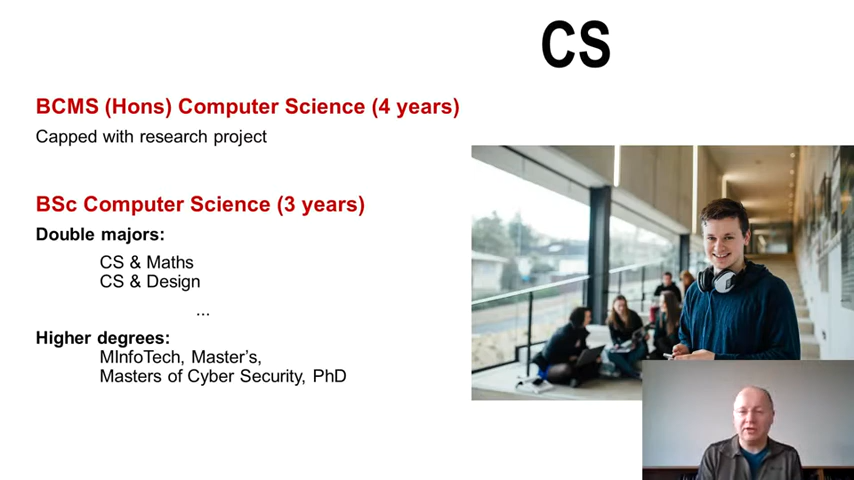 CS
BCMS (Hons) Computer Science (4 years)
Capped with research project
BSc Computer Science (3 years)
Double majors:
CS & Maths
CS & Design
...
Higher degrees:
MInfoTech, Master's,
Masters of Cyber Security, PhD